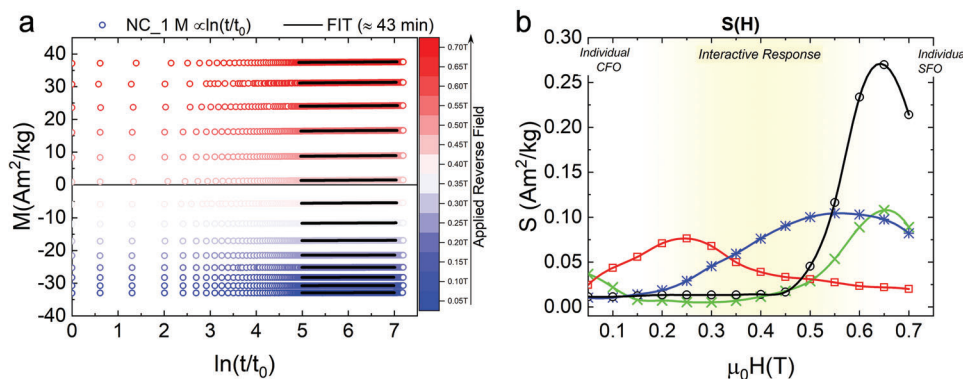 a
NC_1 M ∝ln(t/t₀)
FIT (≈ 43 min)
M(Am²/kg)
40
30
20
10
0
-10
-20
-30
-40
0 1 2 3 4 5 6 7
ln(t/t₀)
0.70T
0.65T
0.60T
0.55T
0.50T
0.45T
0.40T
0.35T
0.30T
0.25T
0.20T
0.15T
0.10T
0.05T
Applied Reverse Field
b
S(H)
Individual
CFO
Interactive Response
Individual
SFO
S (Am²/kg)
0.25
0.20
0.15
0.10
0.05
0.00
0.1 0.2 0.3 0.4 0.5 0.6 0.7
μ₀H(T)